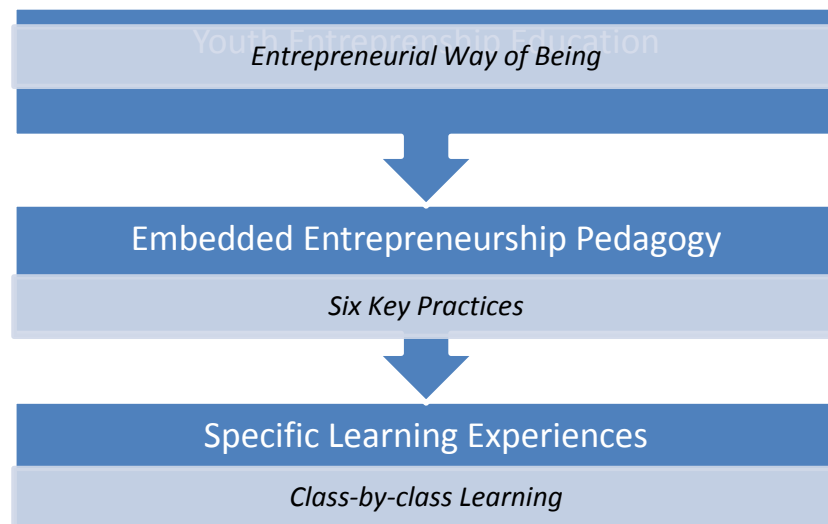 Youth Entreprenship Education
Entrepreneurial Way of Being
Embedded Entrepreneurship Pedagogy
Six Key Practices
Specific Learning Experiences
Class-by-class Learning